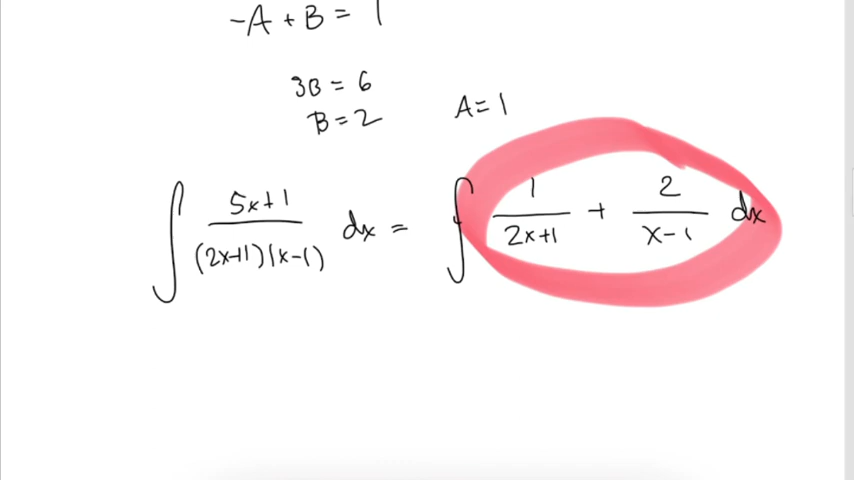 -A + B = 1
3B = 6
B = 2 A = 1
∫ 5x+1 / (2x+1)(x-1) dx = ∫ 1 / 2x+1 + 2 / x-1 dx